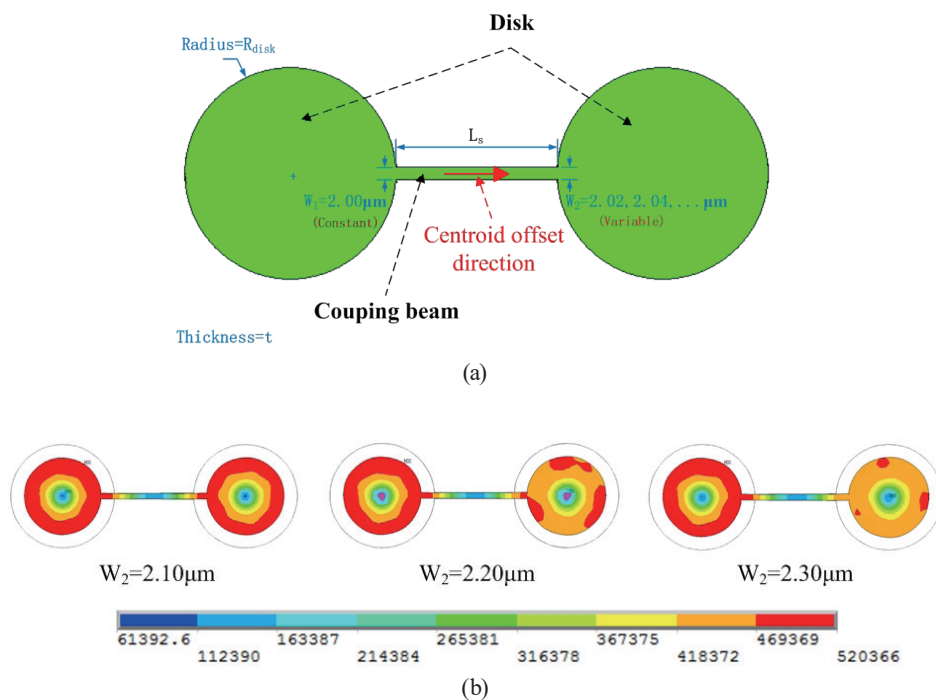 Disk
Radius=Rdisk
Ls
W1=2.00μm
(Constant)
W2=2.02, 2.04, ... μm
(Variable)
Centroid offset
direction
Couping beam
Thickness=t
(a)
W2=2.10μm
W2=2.20μm
W2=2.30μm
61392.6 163387 265381 367375 469369
112390 214384 316378 418372 520366
(b)